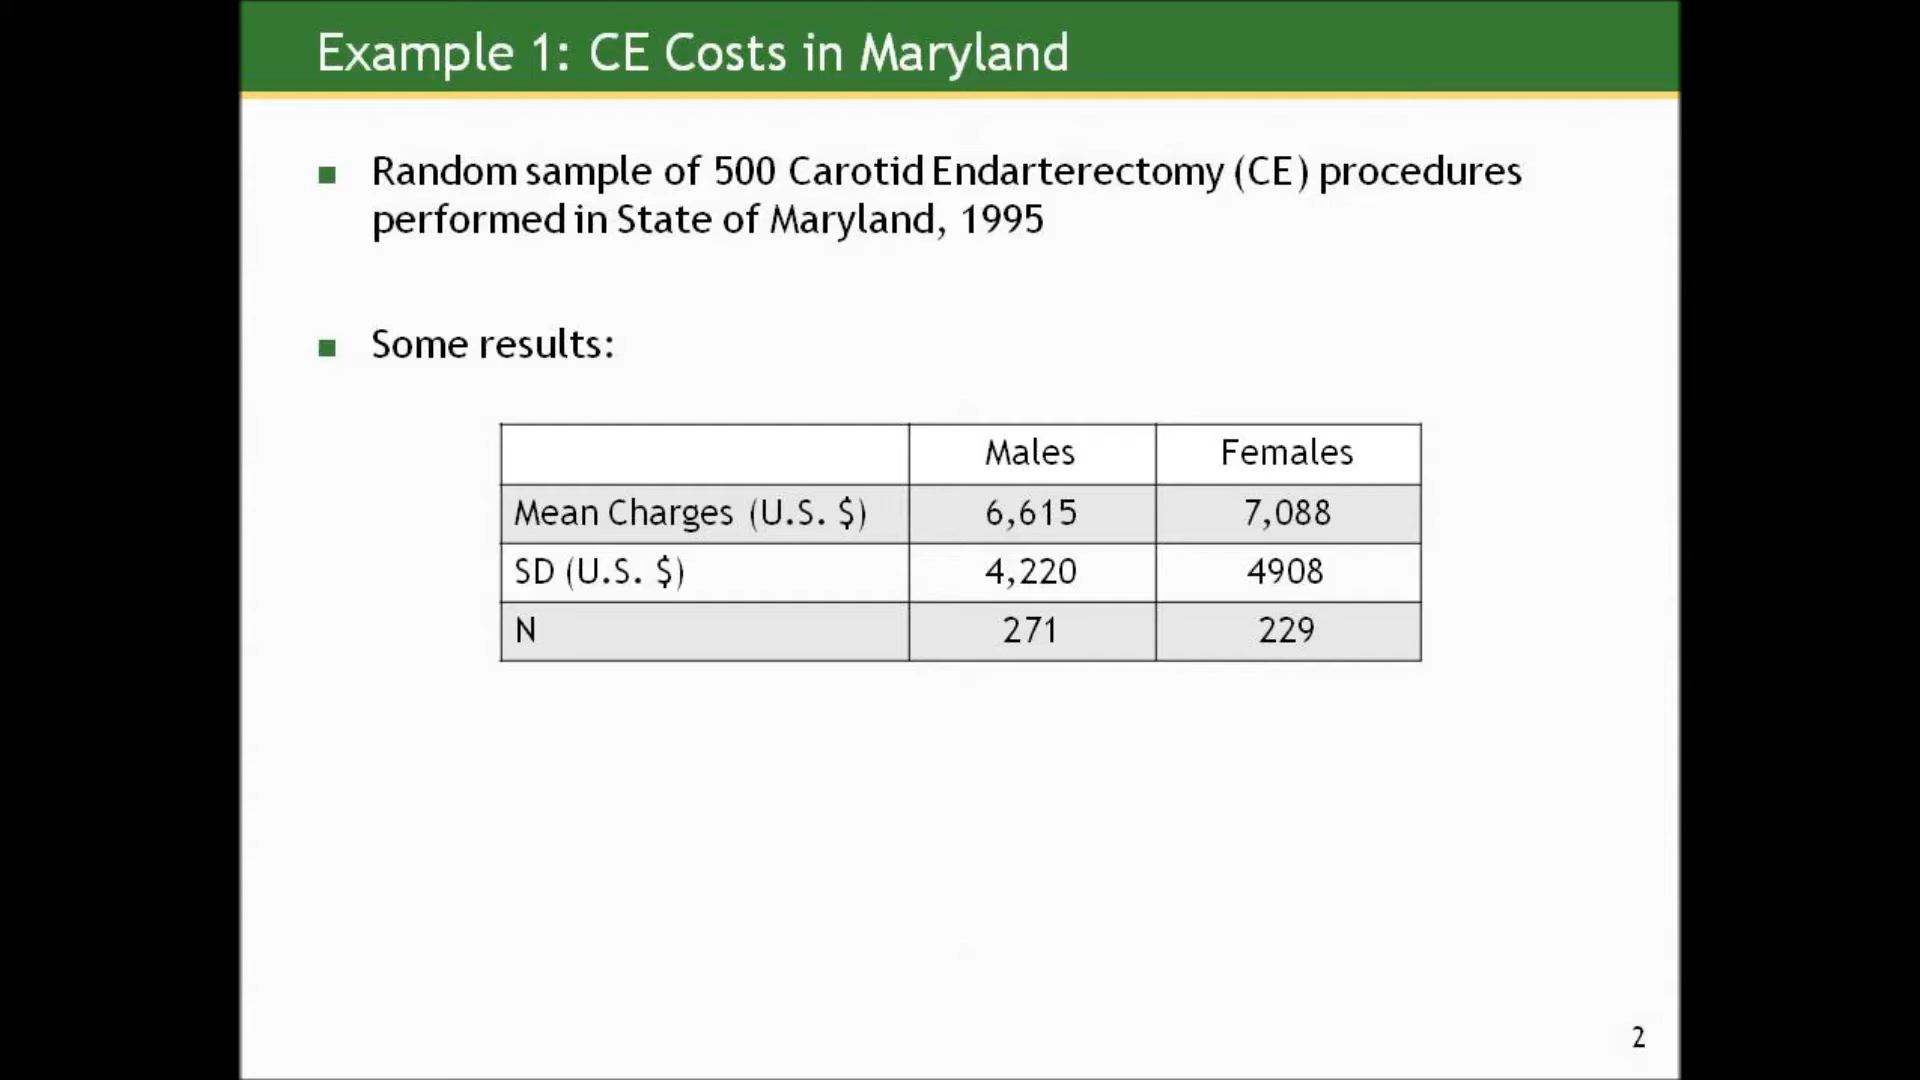 Example 1: CE Costs in Maryland
Random sample of 500 Carotid Endarterectomy (CE) procedures
performed in State of Maryland, 1995
Some results:
Males Females
Mean Charges (U.S. $) 6,615 7,088
SD (U.S. $) 4,220 4908
N 271 229
2